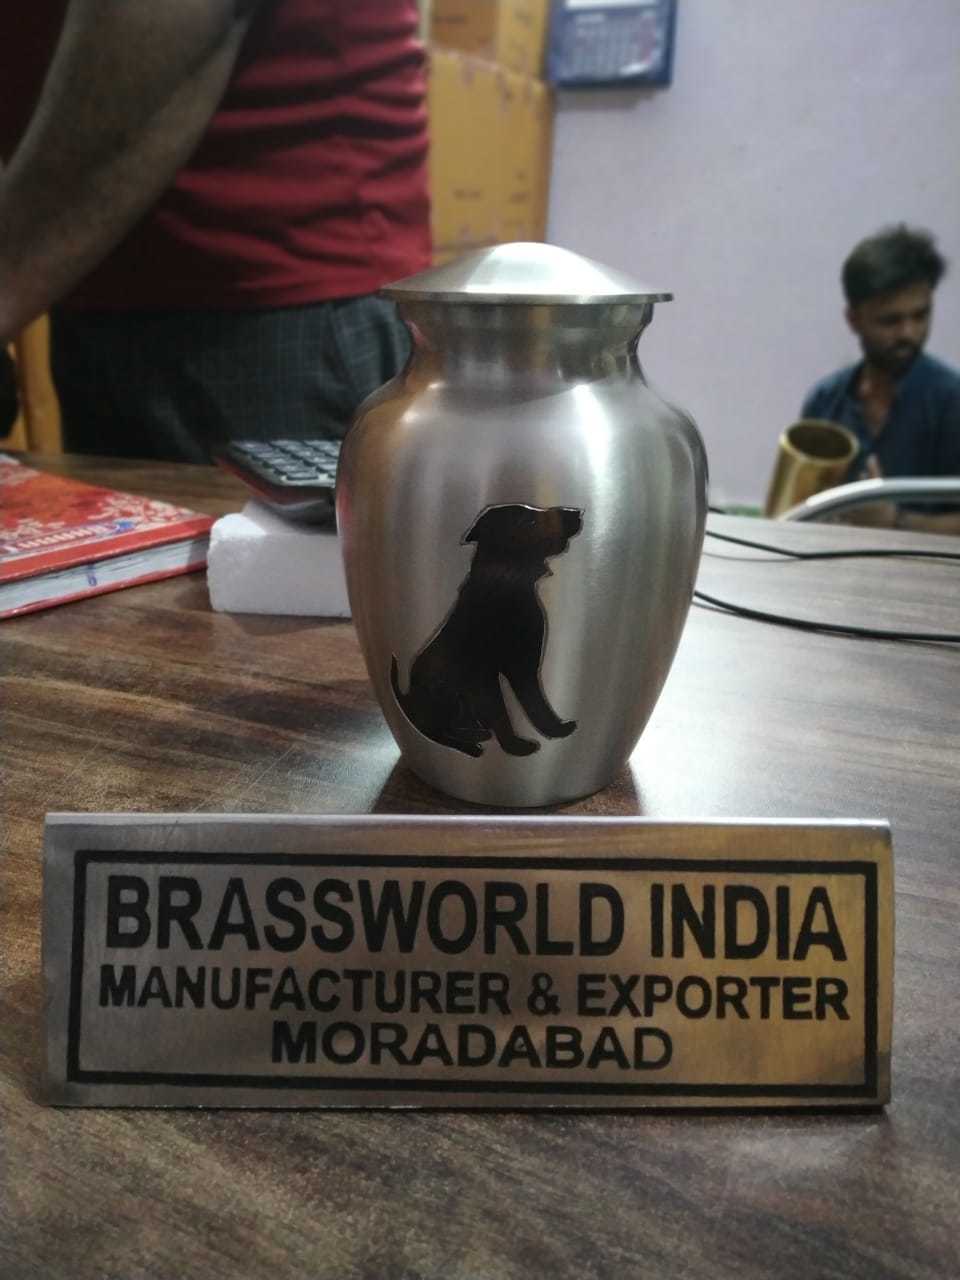 BRASSWORLD INDIA
MANUFACTURER & EXPORTER
MORADABAD